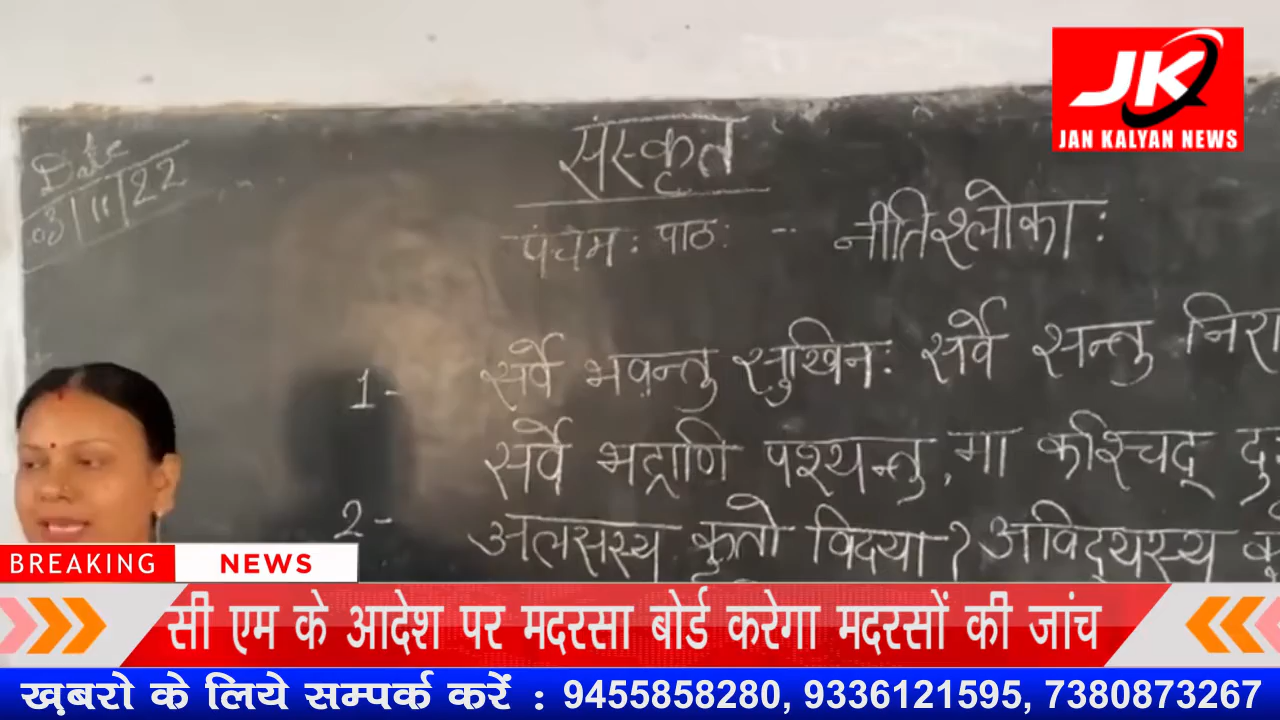 JK
JAN KALYAN NEWS
Date
03/11/22
संस्कृत
पंचम: पाठ: -- नीतिश्लोका:
1- सर्वे भवन्तु सुखिन: सर्वे सन्तु निरा
सर्वे भद्राणि पश्यन्तु, मा कश्चिद् दु
2- अलसस्य कृतो विद्या? अविद्यस्य
BREAKING NEWS
सी एम के आदेश पर मदरसा बोर्ड करेगा मदरसों की जांच
ख़बरो के लिये सम्पर्क करें : 9455858280, 9336121595, 7380873267